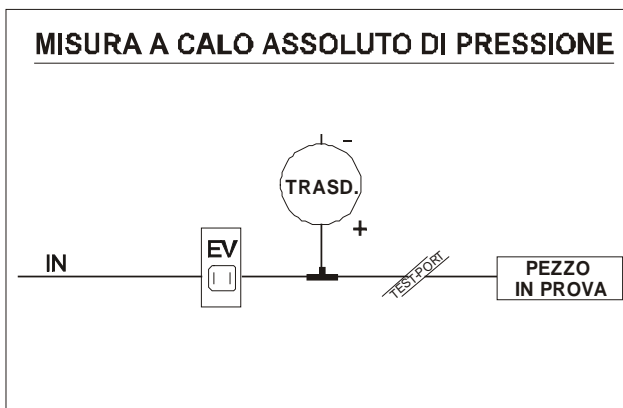 MISURA A CALO ASSOLUTO DI PRESSIONE
-
TRASD.
+
IN
EV
TEST-PORT
PEZZO
IN PROVA